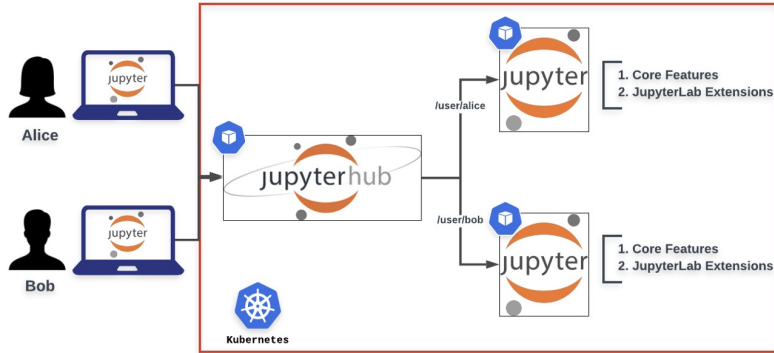 jupyter
Alice
jupyter
Bob
jupyterhub
/user/alice
/user/bob
jupyter
1. Core Features
2. JupyterLab Extensions
jupyter
1. Core Features
2. JupyterLab Extensions
Kubernetes